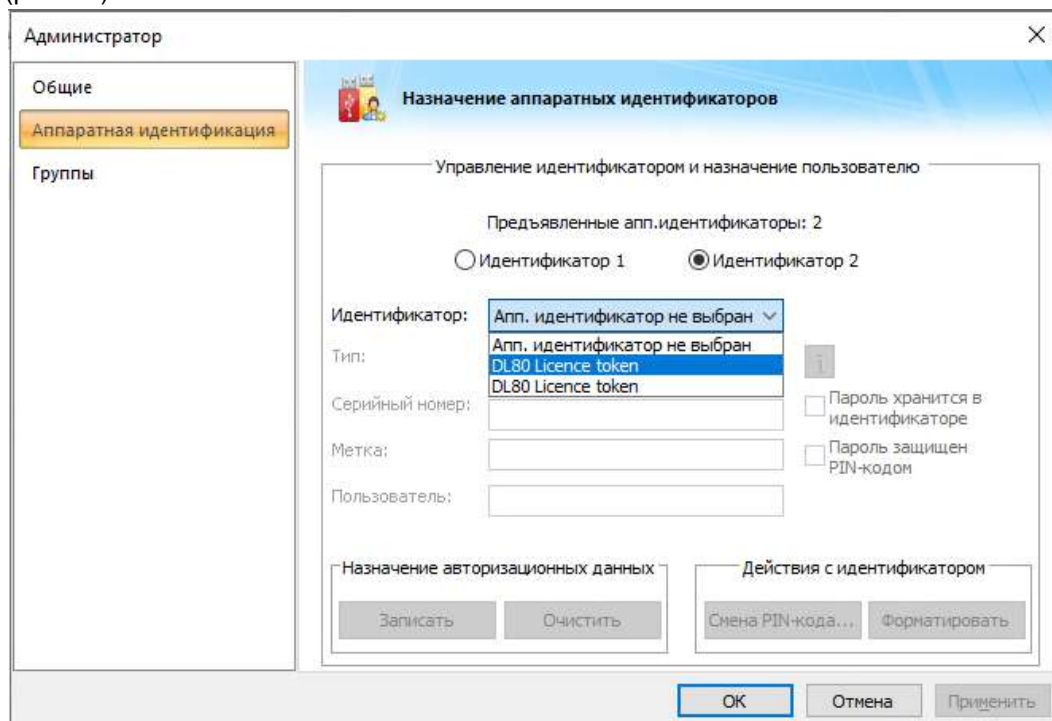 Администратор
Общие
Аппаратная идентификация
Группы
Назначение аппаратных идентификаторов
Управление идентификатором и назначение пользователю
Предъявленные апп.идентификаторы: 2
Идентификатор 1
Идентификатор 2
Идентификатор:
Апп. идентификатор не выбран
Апп. идентификатор не выбран
DL80 Licence token
DL80 Licence token
Тип:
i
Серийный номер:
Пароль хранится в
идентификаторе
Метка:
Пароль защищен
PIN-кодом
Пользователь:
Назначение авторизационных данных
Записать
Очистить
Действия с идентификатором
Смена PIN-кода...
Форматировать
OK
Отмена
Применить